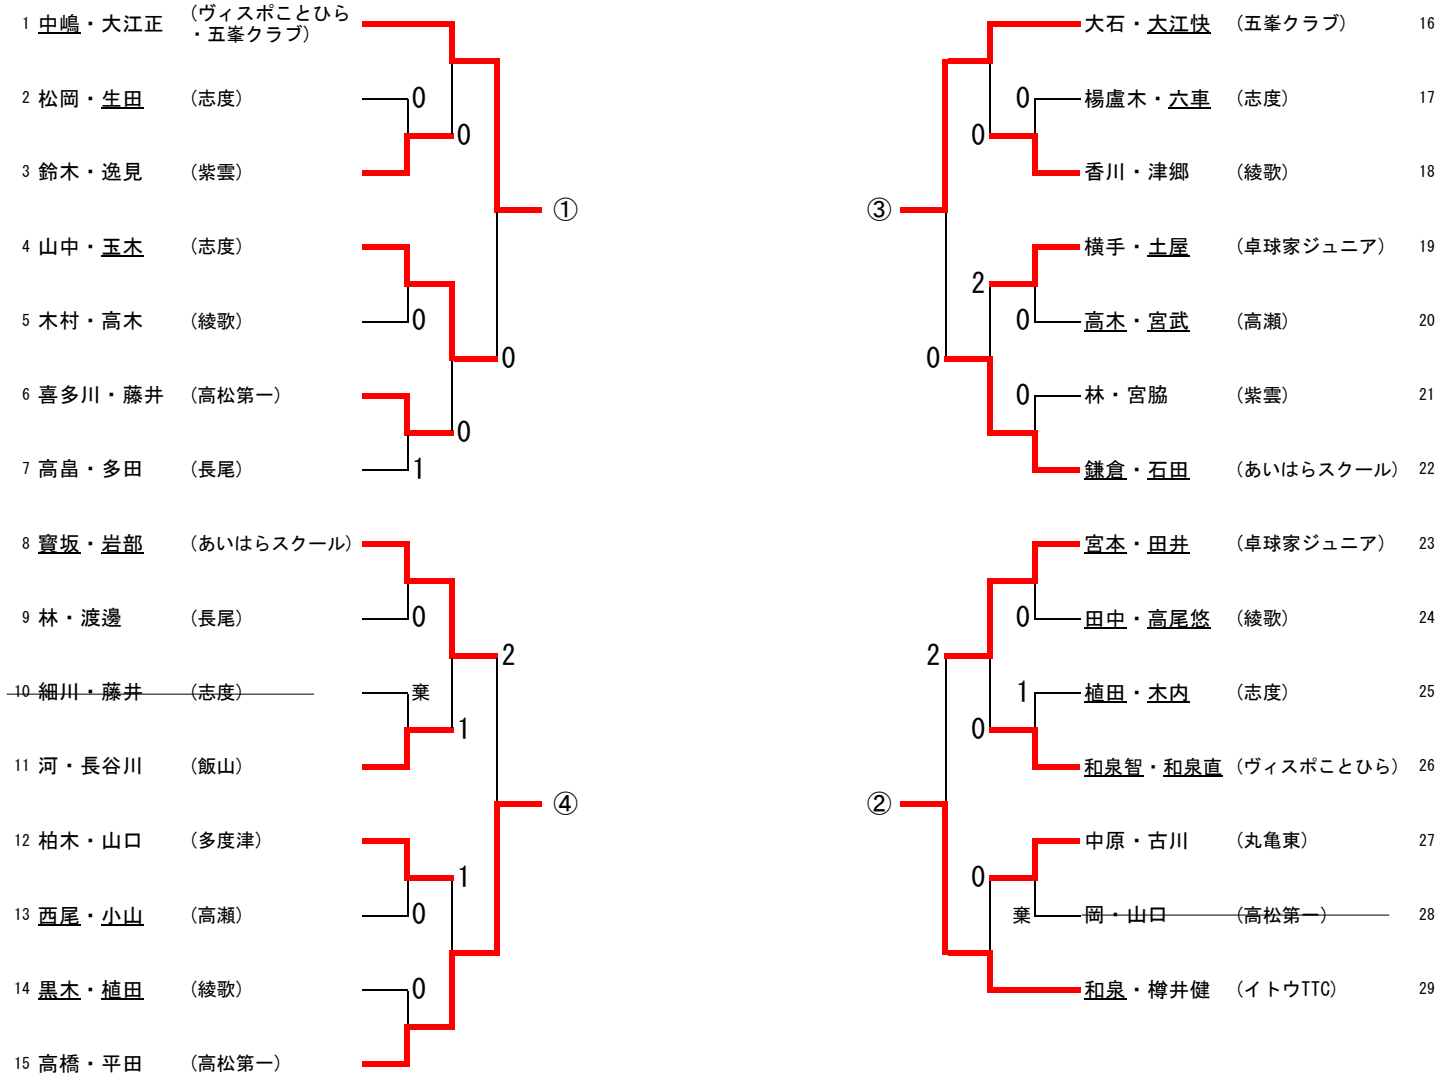 1 中嶋・大江正 (ヴィスポことひら
・五峯クラブ)
2 松岡・生田 (志度)
0
0
3 鈴木・逸見 (紫雲)
①
4 山中・玉木 (志度)
5 木村・高木 (綾歌)
0
0
6 喜多川・藤井 (高松第一)
0
7 高畠・多田 (長尾)
1
8 寳坂・岩部 (あいはらスクール)
9 林・渡邊 (長尾)
0
2
10 細川・藤井 (志度)
棄
1
11 河・長谷川 (飯山)
④
12 柏木・山口 (多度津)
1
13 西尾・小山 (高瀬)
0
14 黒木・植田 (綾歌)
0
15 高橋・平田 (高松第一)
大石・大江快 (五峯クラブ) 16
0
楊盧木・六車 (志度) 17
0
香川・津郷 (綾歌) 18
③
横手・土屋 (卓球家ジュニア) 19
2
0
高木・宮武 (高瀬) 20
0
0
林・宮脇 (紫雲) 21
鎌倉・石田 (あいはらスクール) 22
宮本・田井 (卓球家ジュニア) 23
0
田中・高尾悠 (綾歌) 24
2
1
植田・木内 (志度) 25
0
和泉智・和泉直 (ヴィスポことひら) 26
②
中原・古川 (丸亀東) 27
0
棄
岡・山口 (高松第一) 28
和泉・樽井健 (イトウTTC) 29